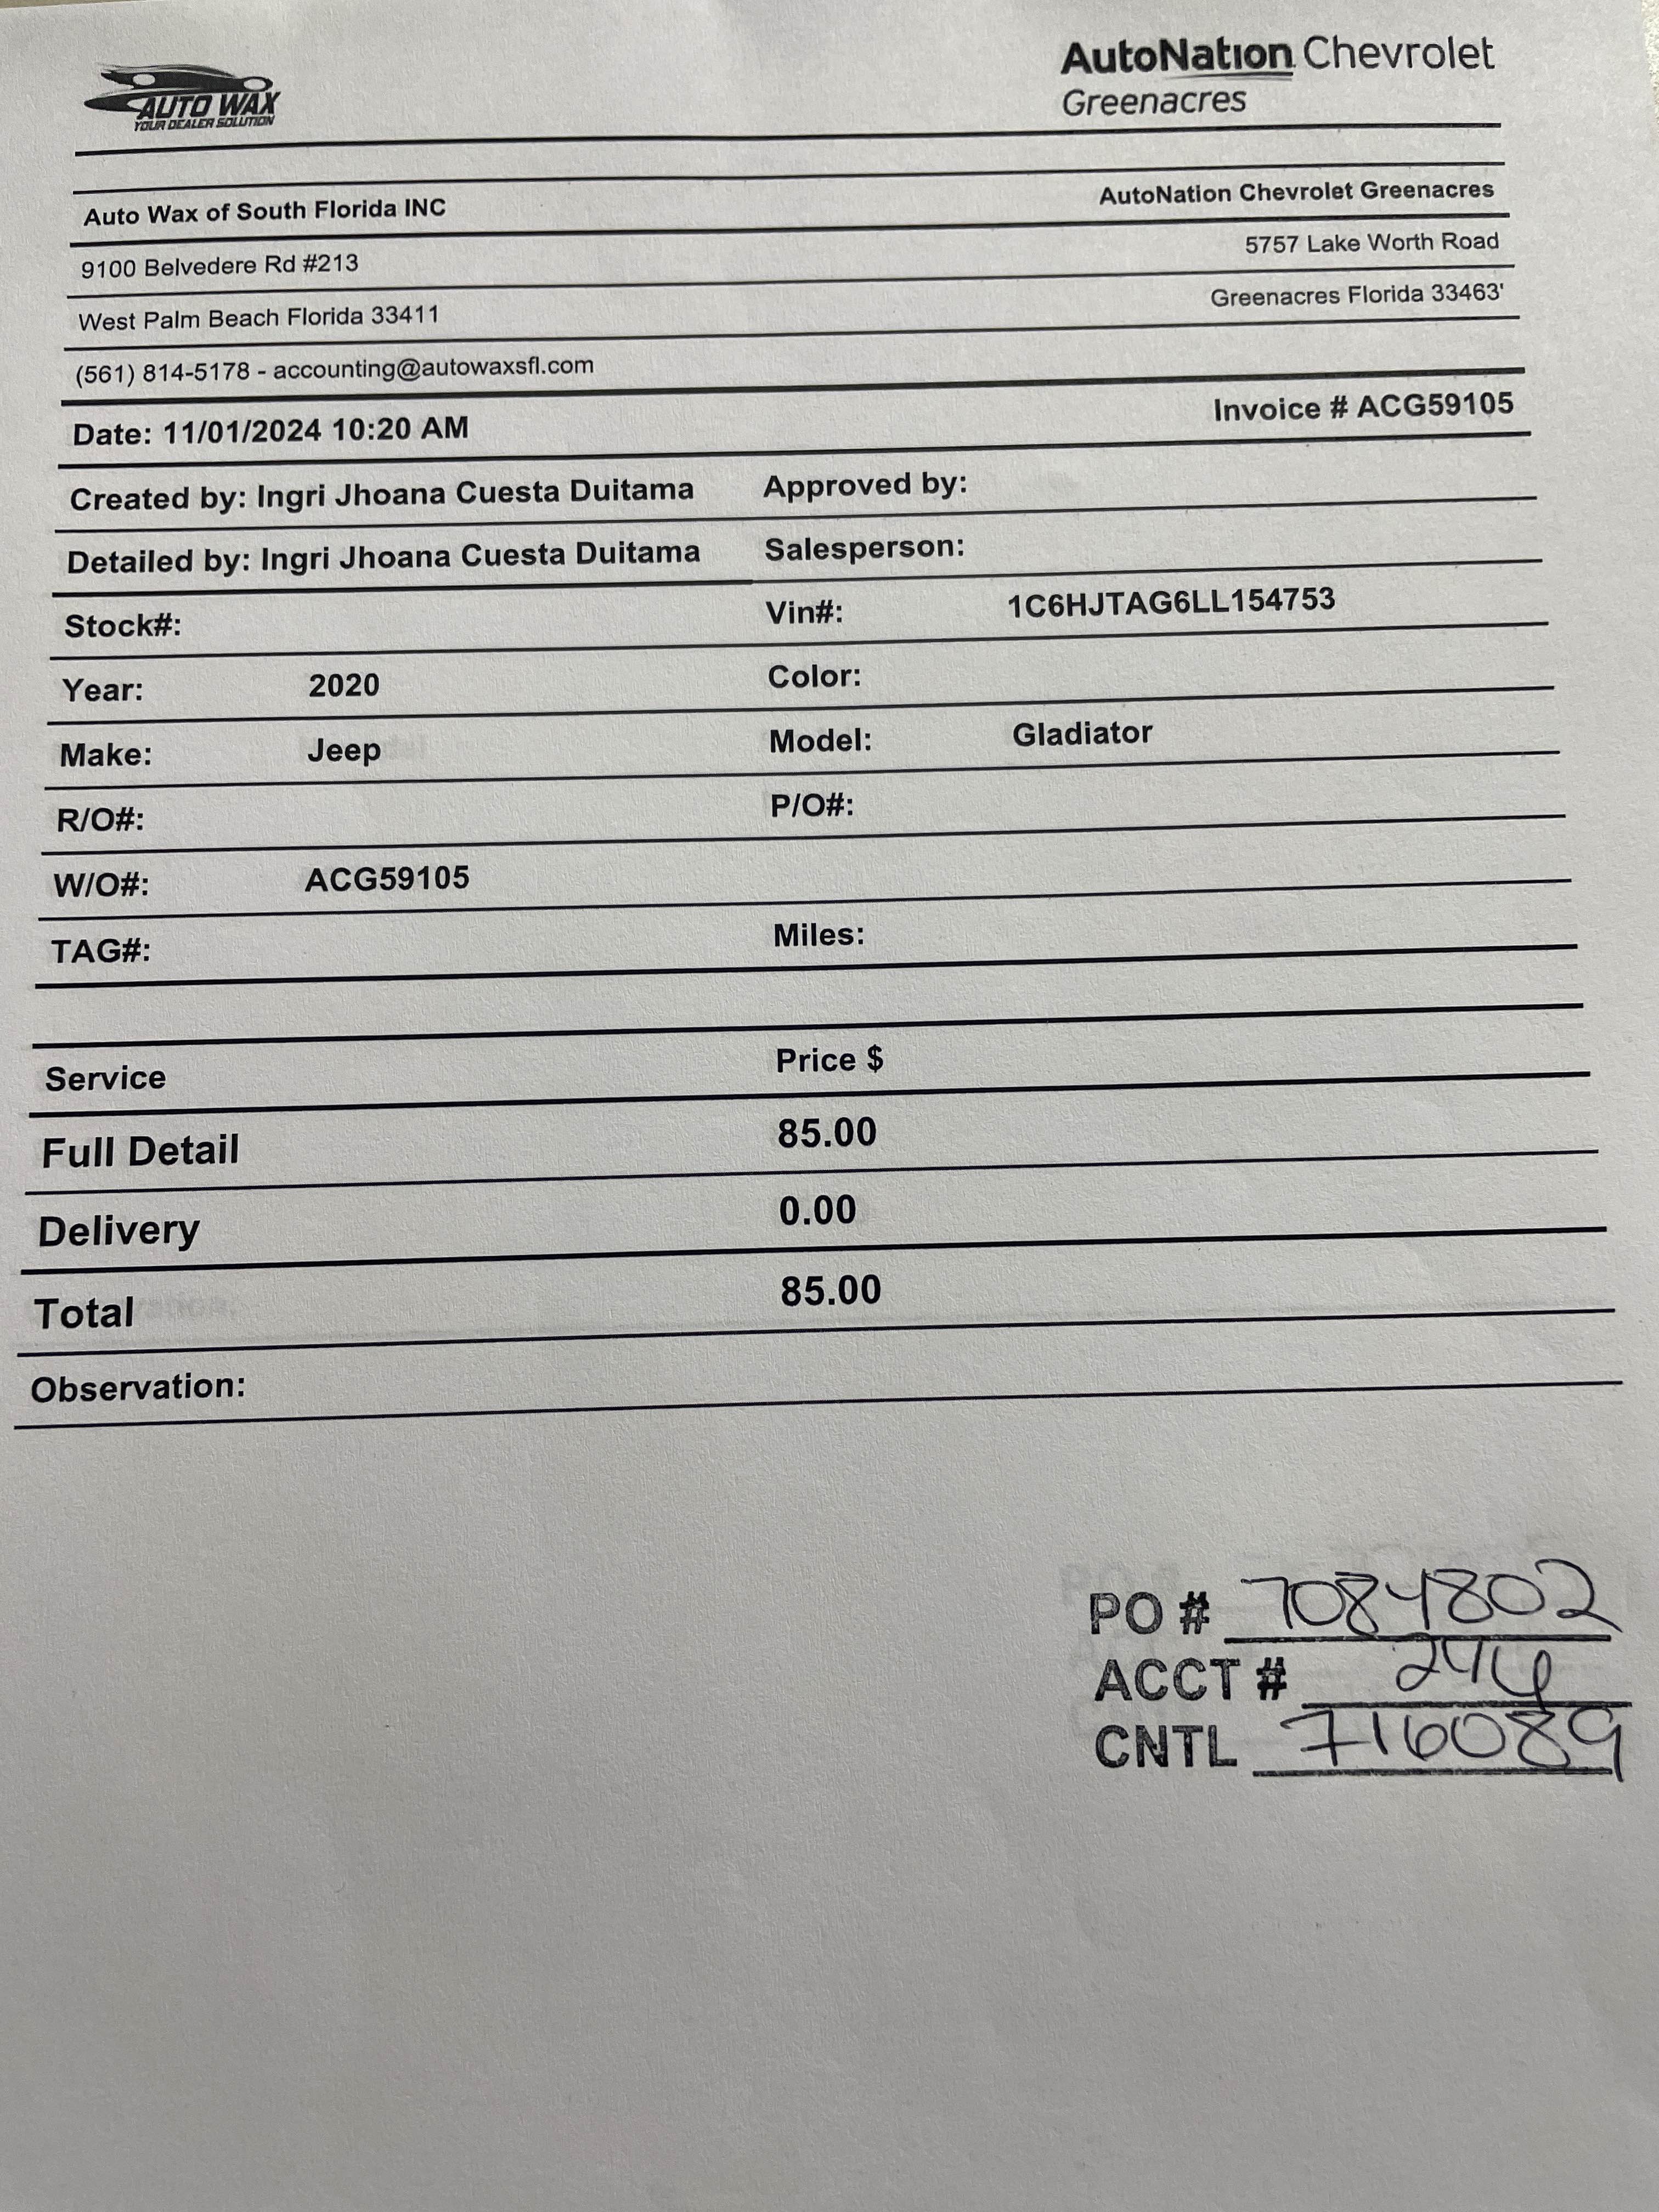 AUTO WAX
YOUR DEALER SOLUTION
AutoNation Chevrolet
Greenacres
Auto Wax of South Florida INC AutoNation Chevrolet Greenacres
9100 Belvedere Rd #213 5757 Lake Worth Road
West Palm Beach Florida 33411 Greenacres Florida 33463'
(561) 814-5178 - accounting@autowaxsfl.com
Date: 11/01/2024 10:20 AM Invoice # ACG59105
Created by: Ingri Jhoana Cuesta Duitama Approved by:
Detailed by: Ingri Jhoana Cuesta Duitama Salesperson:
Stock#: Vin#: 1C6HJTAG6LL154753
Year: 2020 Color:
Make: Jeep Model: Gladiator
R/O#: P/O#:
W/O#: ACG59105
TAG#: Miles:
Service Price $
Full Detail 85.00
Delivery 0.00
Total 85.00
Observation:
PO # 7084802
ACCT #
CNTL 716089